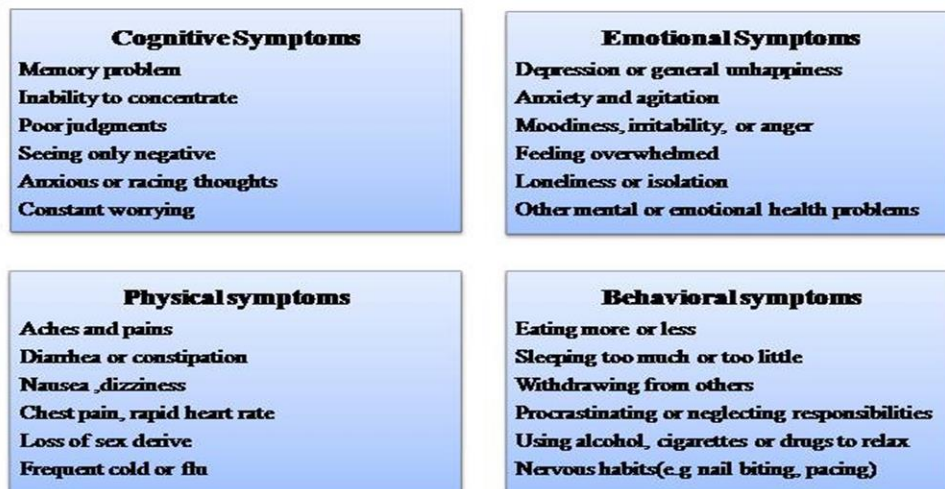 Cognitive Symptoms
Memory problem
Inability to concentrate
Poor judgments
Seeing only negative
Anxious or racing thoughts
Constant worrying
Emotional Symptoms
Depression or general unhappiness
Anxiety and agitation
Moodiness, irritability, or anger
Feeling overwhelmed
Loneliness or isolation
Other mental or emotional health problems
Physical symptoms
Aches and pains
Diarrhea or constipation
Nausea ,dizziness
Chest pain, rapid heart rate
Loss of sex derive
Frequent cold or flu
Behavioral symptoms
Eating more or less
Sleeping too much or too little
Withdrawing from others
Procrastinating or neglecting responsibilities
Using alcohol, cigarettes or drugs to relax
Nervous habits(e.g nail biting, pacing)